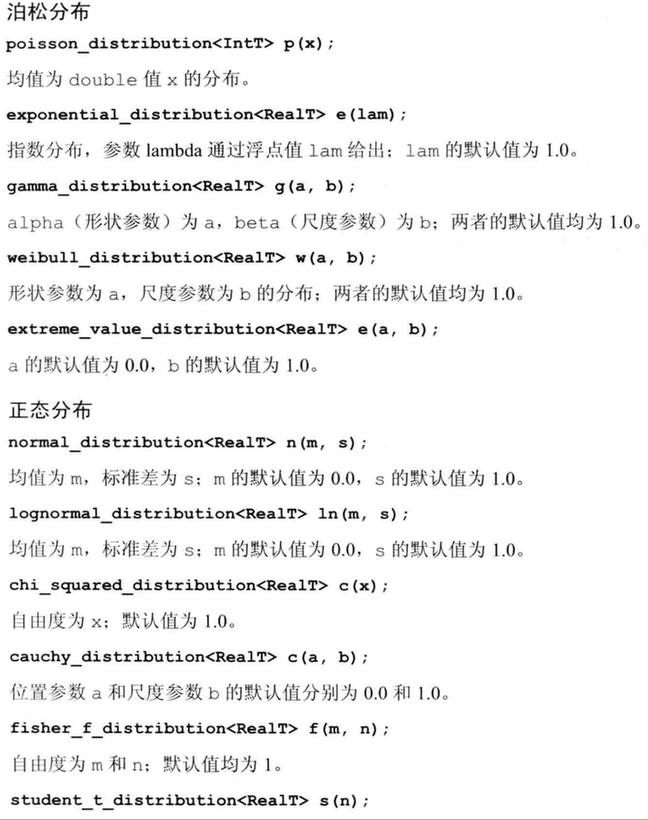 泊松分布
poisson_distribution<IntT> p(x);
均值为 double 值 x 的分布。
exponential_distribution<RealT> e(lam);
指数分布，参数 lambda 通过浮点值 lam 给出；lam 的默认值为 1.0。
gamma_distribution<RealT> g(a, b);
alpha（形状参数）为 a，beta（尺度参数）为 b；两者的默认值均为 1.0。
weibull_distribution<RealT> w(a, b);
形状参数为 a，尺度参数为 b 的分布；两者的默认值均为 1.0。
extreme_value_distribution<RealT> e(a, b);
a 的默认值为 0.0，b 的默认值为 1.0。
正态分布
normal_distribution<RealT> n(m, s);
均值为 m，标准差为 s；m 的默认值为 0.0，s 的默认值为 1.0。
lognormal_distribution<RealT> ln(m, s);
均值为 m，标准差为 s；m 的默认值为 0.0，s 的默认值为 1.0。
chi_squared_distribution<RealT> c(x);
自由度为 x；默认值为 1.0。
cauchy_distribution<RealT> c(a, b);
位置参数 a 和尺度参数 b 的默认值分别为 0.0 和 1.0。
fisher_f_distribution<RealT> f(m, n);
自由度为 m 和 n；默认值均为 1。
student_t_distribution<RealT> s(n);